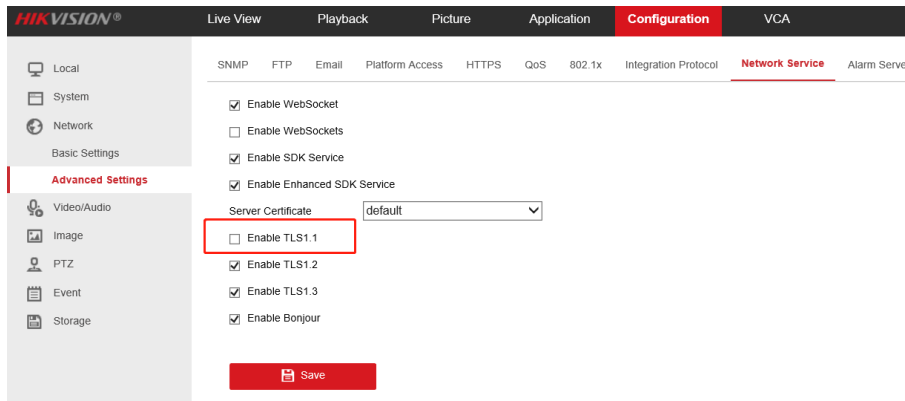 HIKVISION® Live View Playback Picture Application Configuration VCA
Local
System
Network
Basic Settings
Advanced Settings
Video/Audio
Image
PTZ
Event
Storage
SNMP FTP Email Platform Access HTTPS QoS 802.1x Integration Protocol Network Service Alarm Serve
Enable WebSocket
Enable WebSockets
Enable SDK Service
Enable Enhanced SDK Service
Server Certificate default
Enable TLS1.1
Enable TLS1.2
Enable TLS1.3
Enable Bonjour
Save